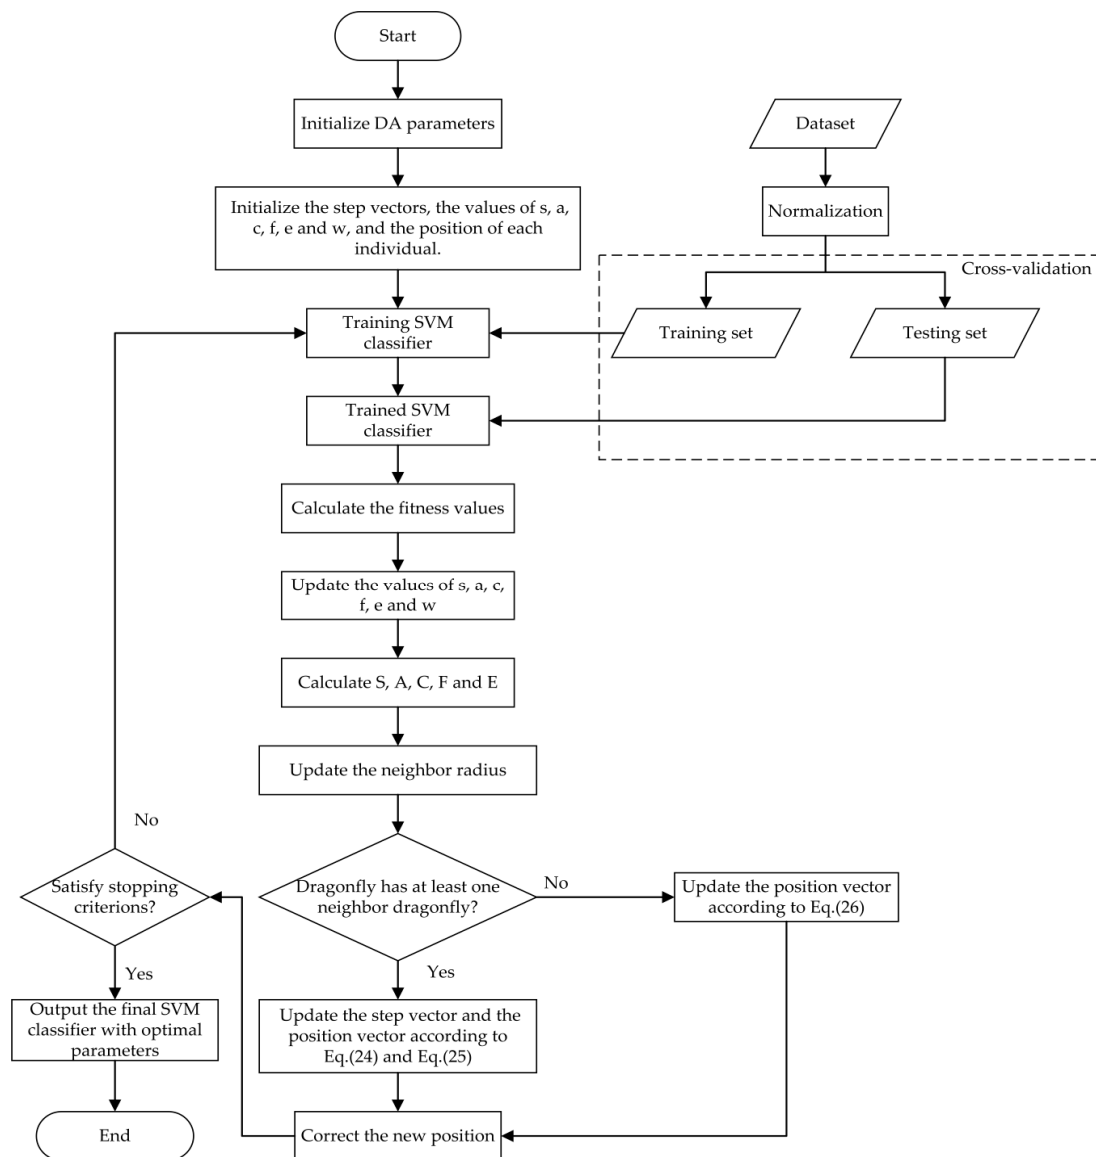 Start
Initialize DA parameters
Dataset
Initialize the step vectors, the values of s, a,
c, f, e and w, and the position of each
individual.
Normalization
Cross-validation
Training SVM
classifier
Training set
Testing set
Trained SVM
classifier
Calculate the fitness values
Update the values of s, a, c,
f, e and w
Calculate S, A, C, F and E
Update the neighbor radius
No
Satisfy stopping
criterions?
Dragonfly has at least one
neighbor dragonfly?
No
Update the position vector
according to Eq.(26)
Yes
Yes
Output the final SVM
classifier with optimal
parameters
Update the step vector and the
position vector according to
Eq.(24) and Eq.(25)
End
Correct the new position